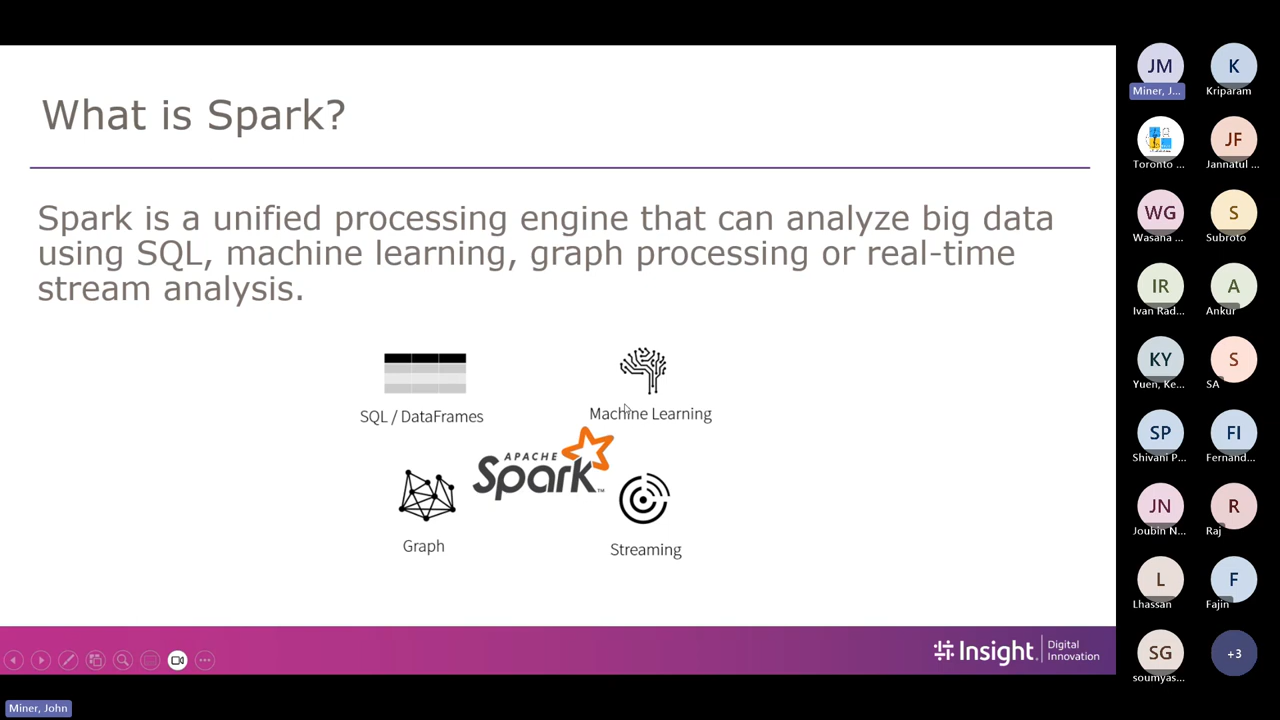 What is Spark?
Spark is a unified processing engine that can analyze big data
using SQL, machine learning, graph processing or real-time
stream analysis.
SQL / DataFrames
Machine Learning
APACHE
Spark™
Graph
Streaming
Insight.
Digital
Innovation
Miner, John
JM
Miner, J...
K
Kriparam
Toronto ...
JF
Jannatul ...
WG
Wasana ...
S
Subroto
IR
Ivan Rad...
A
Ankur
KY
Yuen, Ke...
S
SA
SP
Shivani P...
FI
Fernand...
JN
Joubin N...
R
Raj
L
Lhassan
F
Fajin
SG
soumyas...
+3